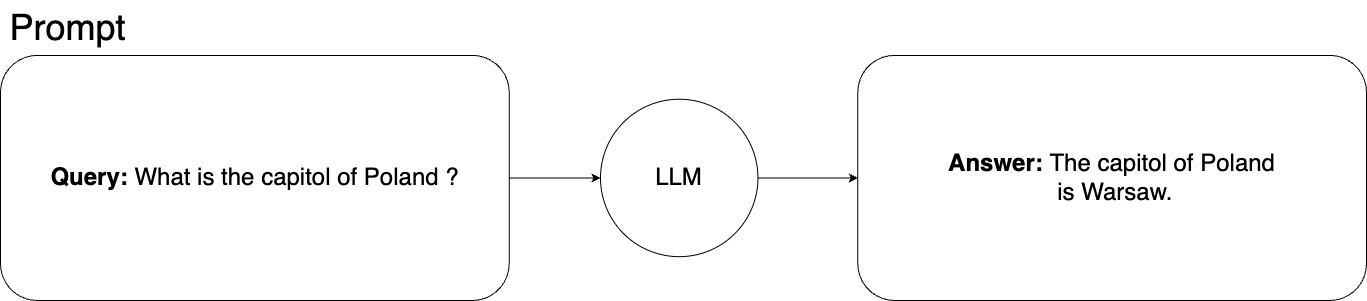 Prompt
Query: What is the capitol of Poland ?
LLM
Answer: The capitol of Poland
is Warsaw.